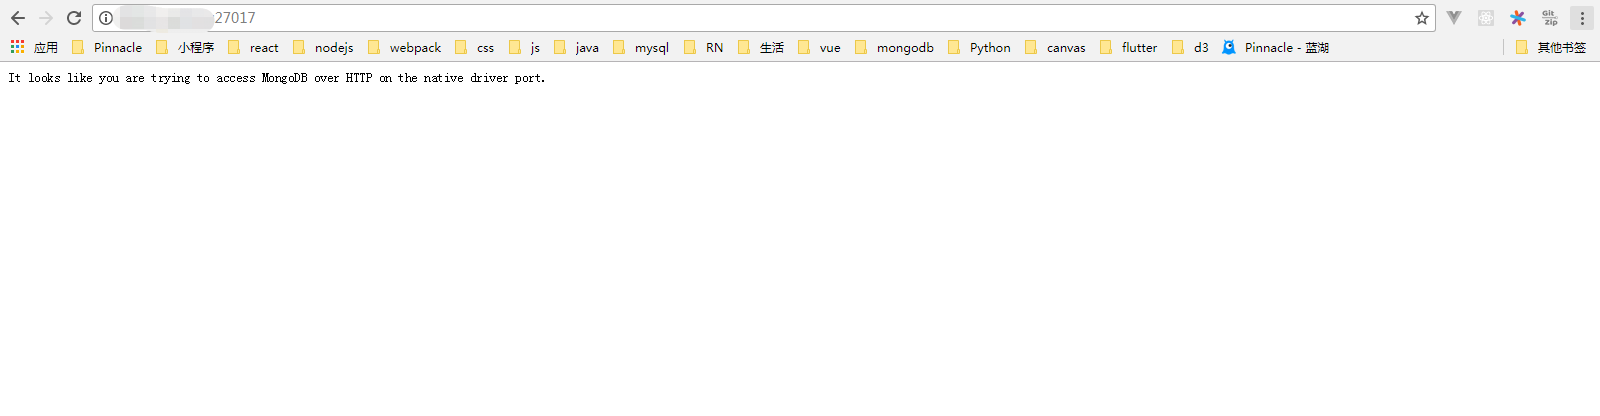 27017
应用 Pinnacle 小程序 react nodejs webpack css js java mysql RN 生活 vue mongodb Python canvas flutter d3 Pinnacle - 蓝湖 其他书签
It looks like you are trying to access MongoDB over HTTP on the native driver port.